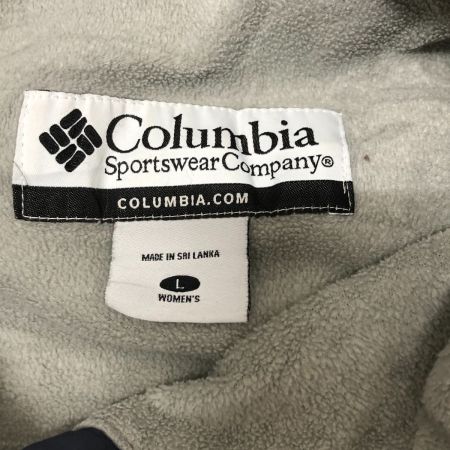 Columbia
Sportswear Company®
COLUMBIA.COM
MADE IN SRI LANKA
L
WOMEN'S